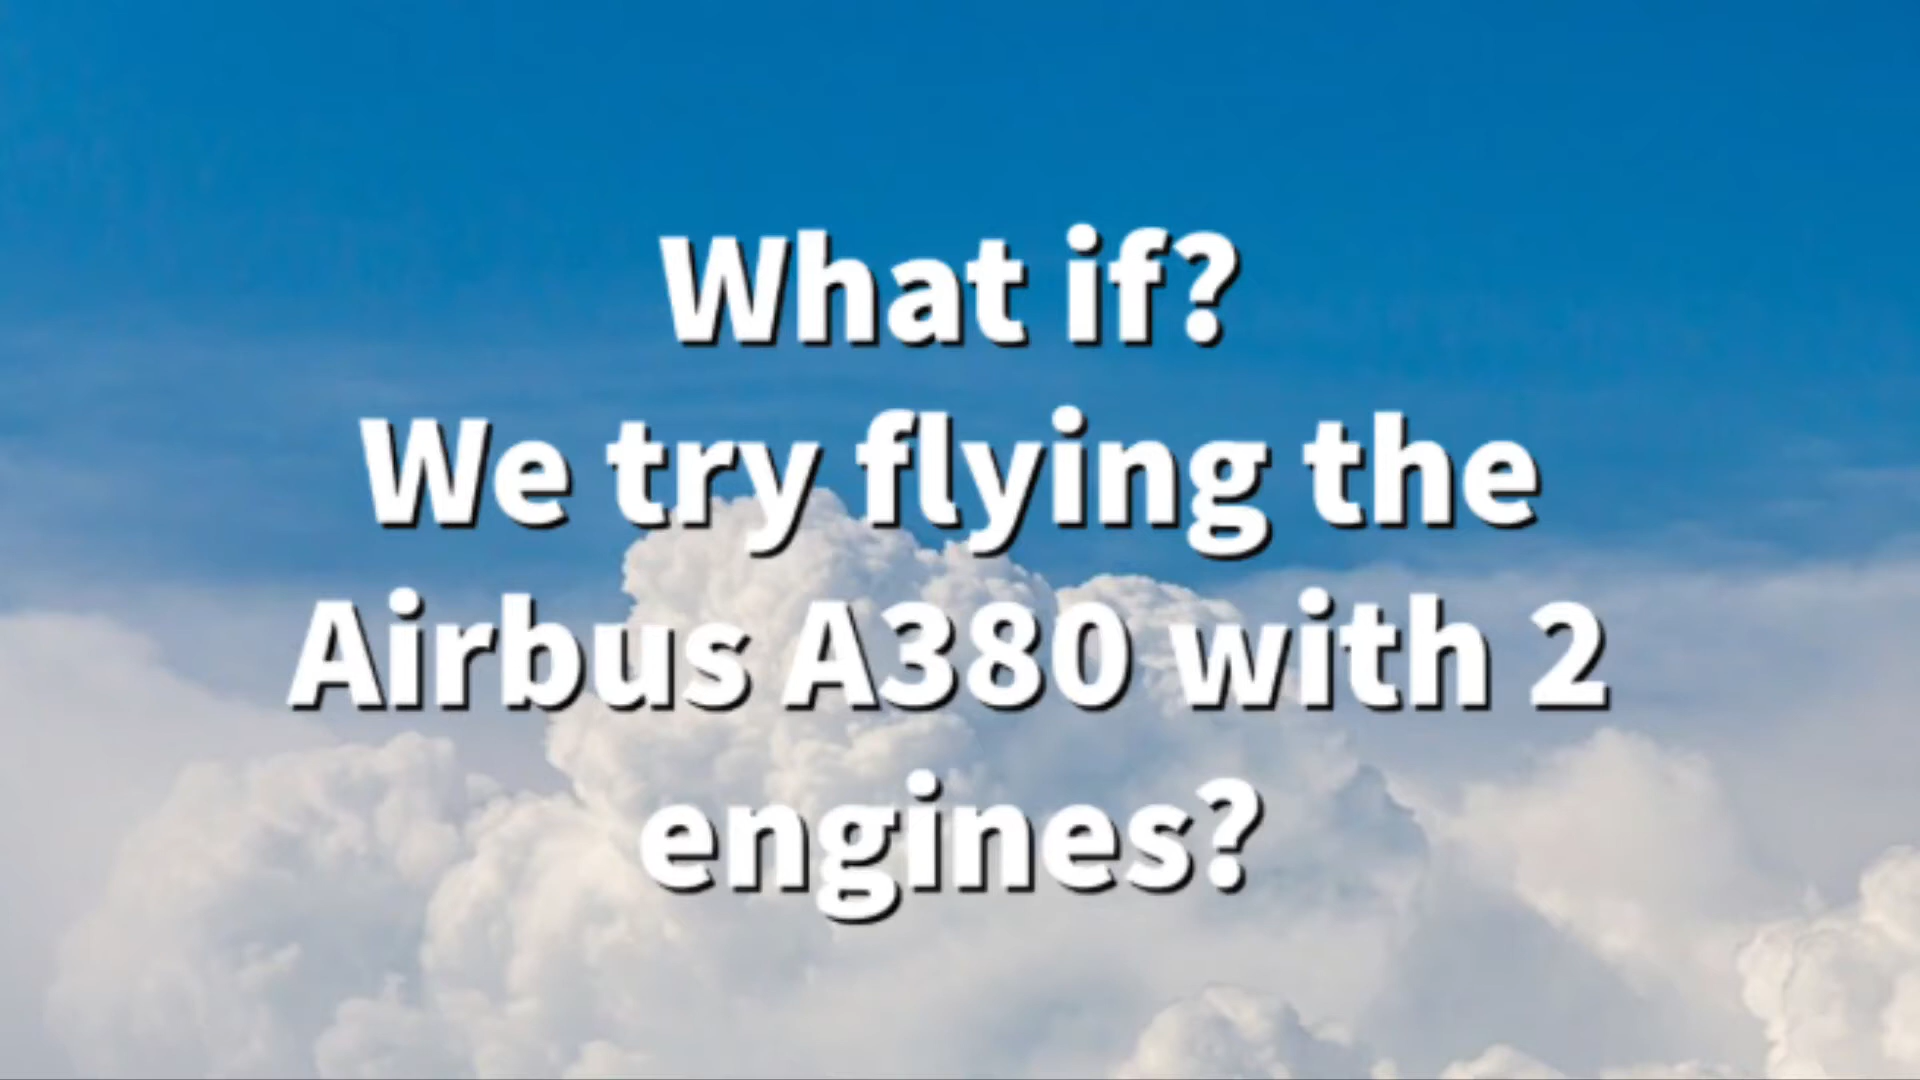 What if?
We try flying the
Airbus A380 with 2
engines?